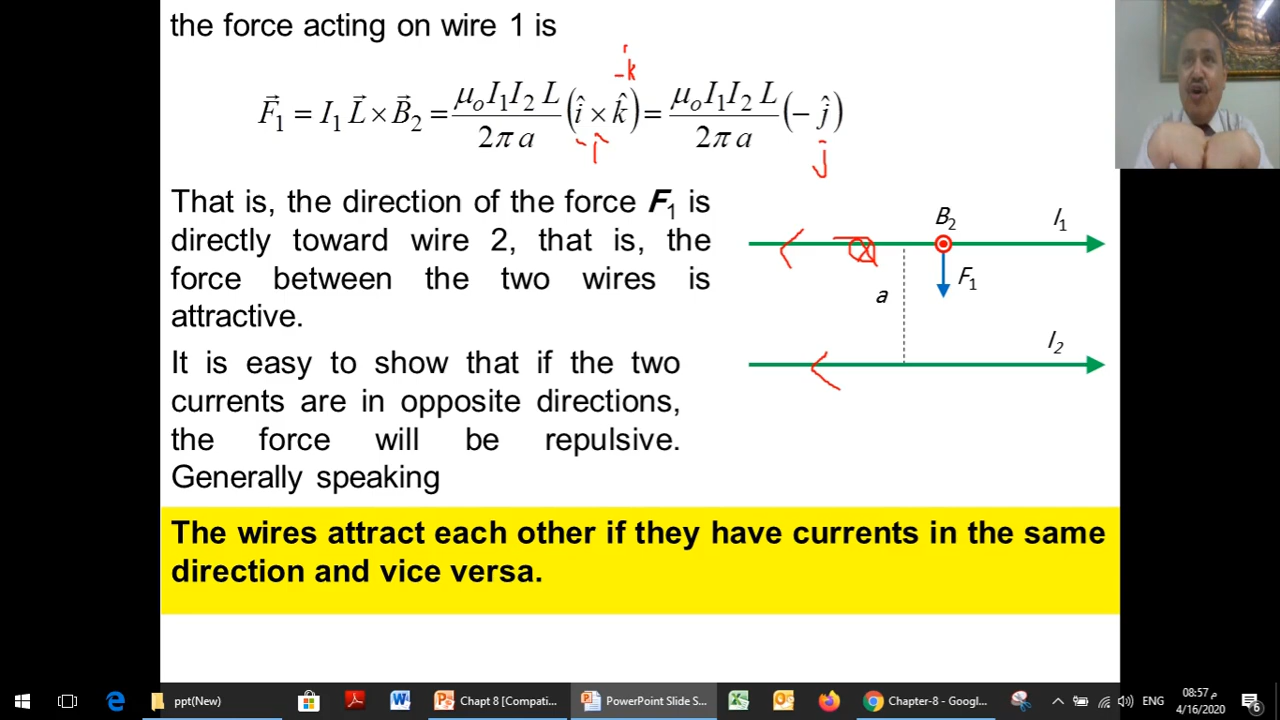 the force acting on wire 1 is
-k
F⃗₁ = I₁ L⃗ × B⃗₂ = μₒI₁I₂ L / 2π a (î × k̂) = μₒI₁I₂ L / 2π a (− ĵ)
j
That is, the direction of the force F₁ is
directly toward wire 2, that is, the
force between the two wires is
attractive.
B₂
I₁
F₁
a
I₂
It is easy to show that if the two
currents are in opposite directions,
the force will be repulsive.
Generally speaking
The wires attract each other if they have currents in the same
direction and vice versa.
ppt(New)
Chapt 8 [Compati...
PowerPoint Slide S...
Chapter-8 - Googl...
ENG
08:57 م
4/16/2020
6